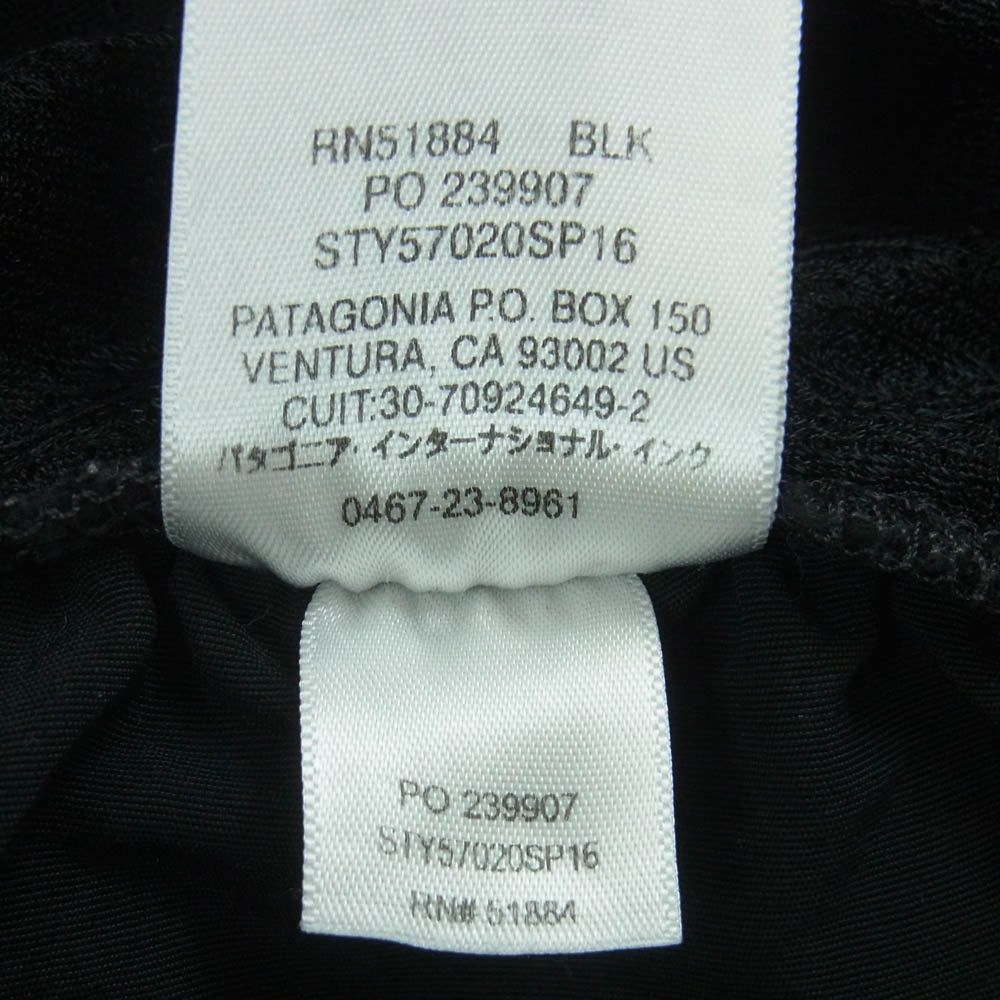 RN51884 BLK
PO 239907
STY57020SP16
PATAGONIA P.O. BOX 150
VENTURA, CA 93002 US
CUIT:30-70924649-2
パタゴニア・インターナショナル・インク
0467-23-8961
PO 239907
STY57020SP16
RN# 51884